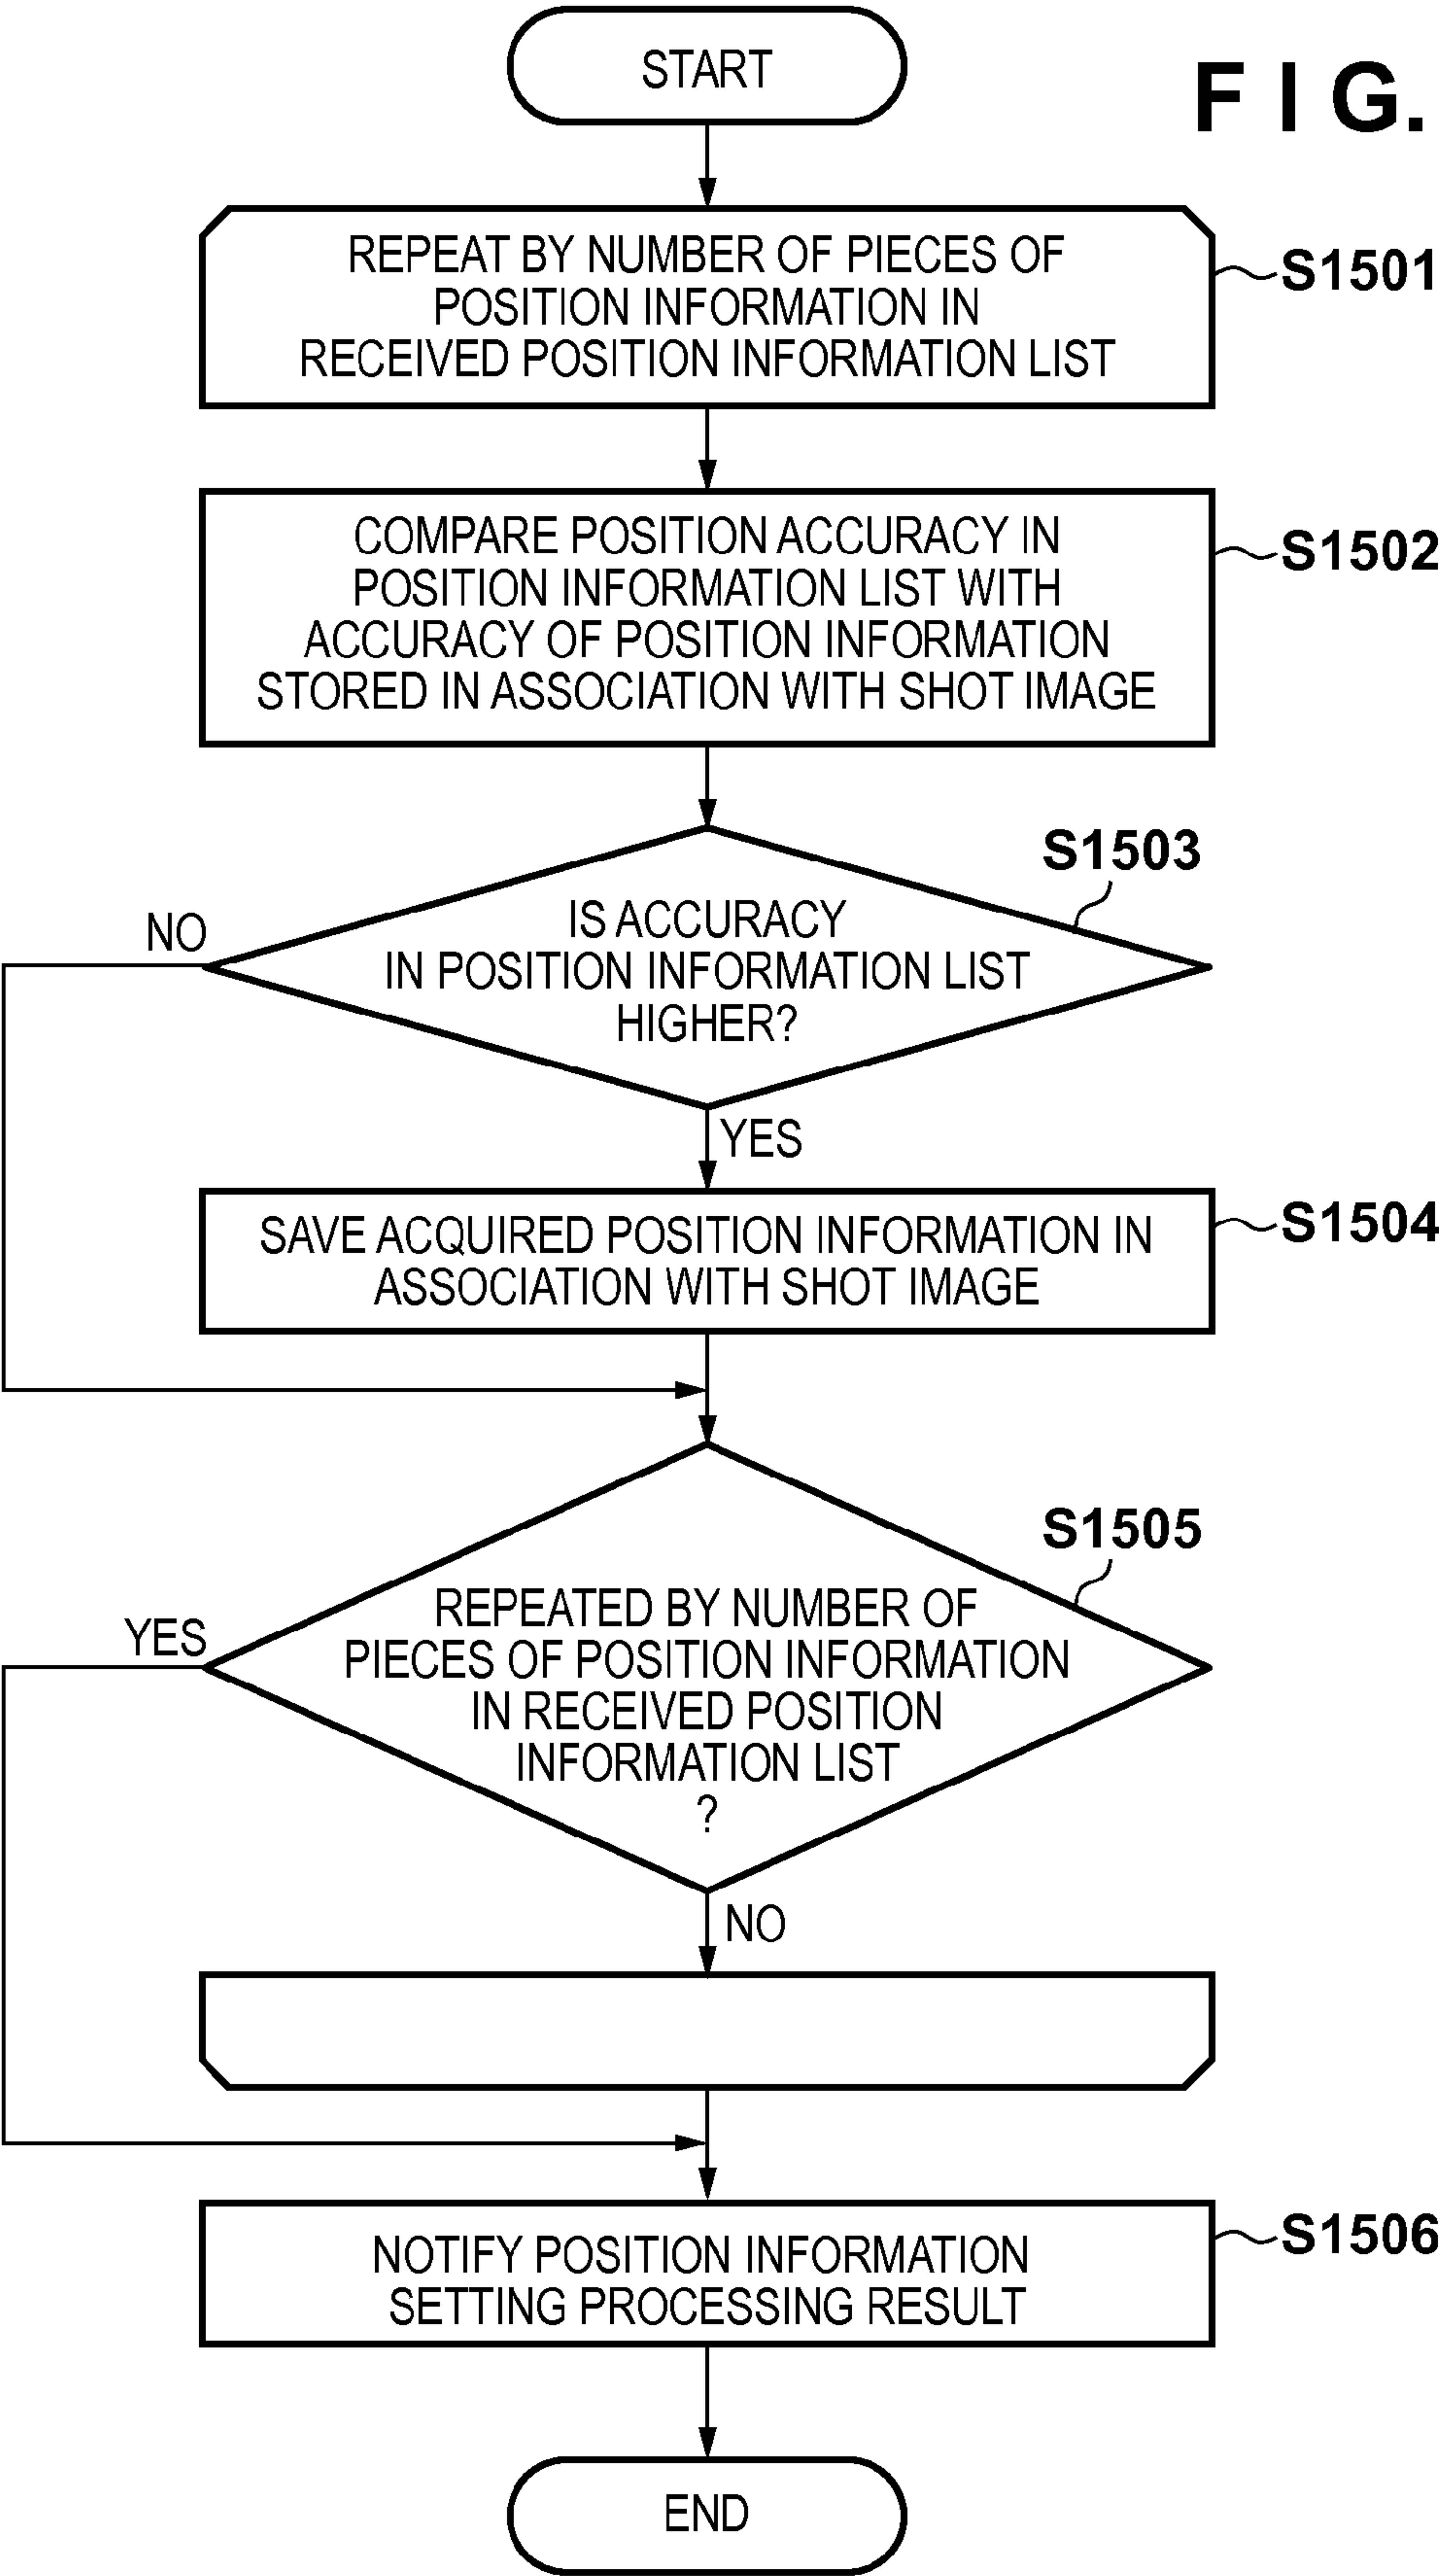 START
FIG.
REPEAT BY NUMBER OF PIECES OF
POSITION INFORMATION IN
RECEIVED POSITION INFORMATION LIST
S1501
COMPARE POSITION ACCURACY IN
POSITION INFORMATION LIST WITH
ACCURACY OF POSITION INFORMATION
STORED IN ASSOCIATION WITH SHOT IMAGE
S1502
S1503
NO
IS ACCURACY
IN POSITION INFORMATION LIST
HIGHER?
YES
SAVE ACQUIRED POSITION INFORMATION IN
ASSOCIATION WITH SHOT IMAGE
S1504
S1505
YES
REPEATED BY NUMBER OF
PIECES OF POSITION INFORMATION
IN RECEIVED POSITION
INFORMATION LIST
?
NO
NOTIFY POSITION INFORMATION
SETTING PROCESSING RESULT
S1506
END